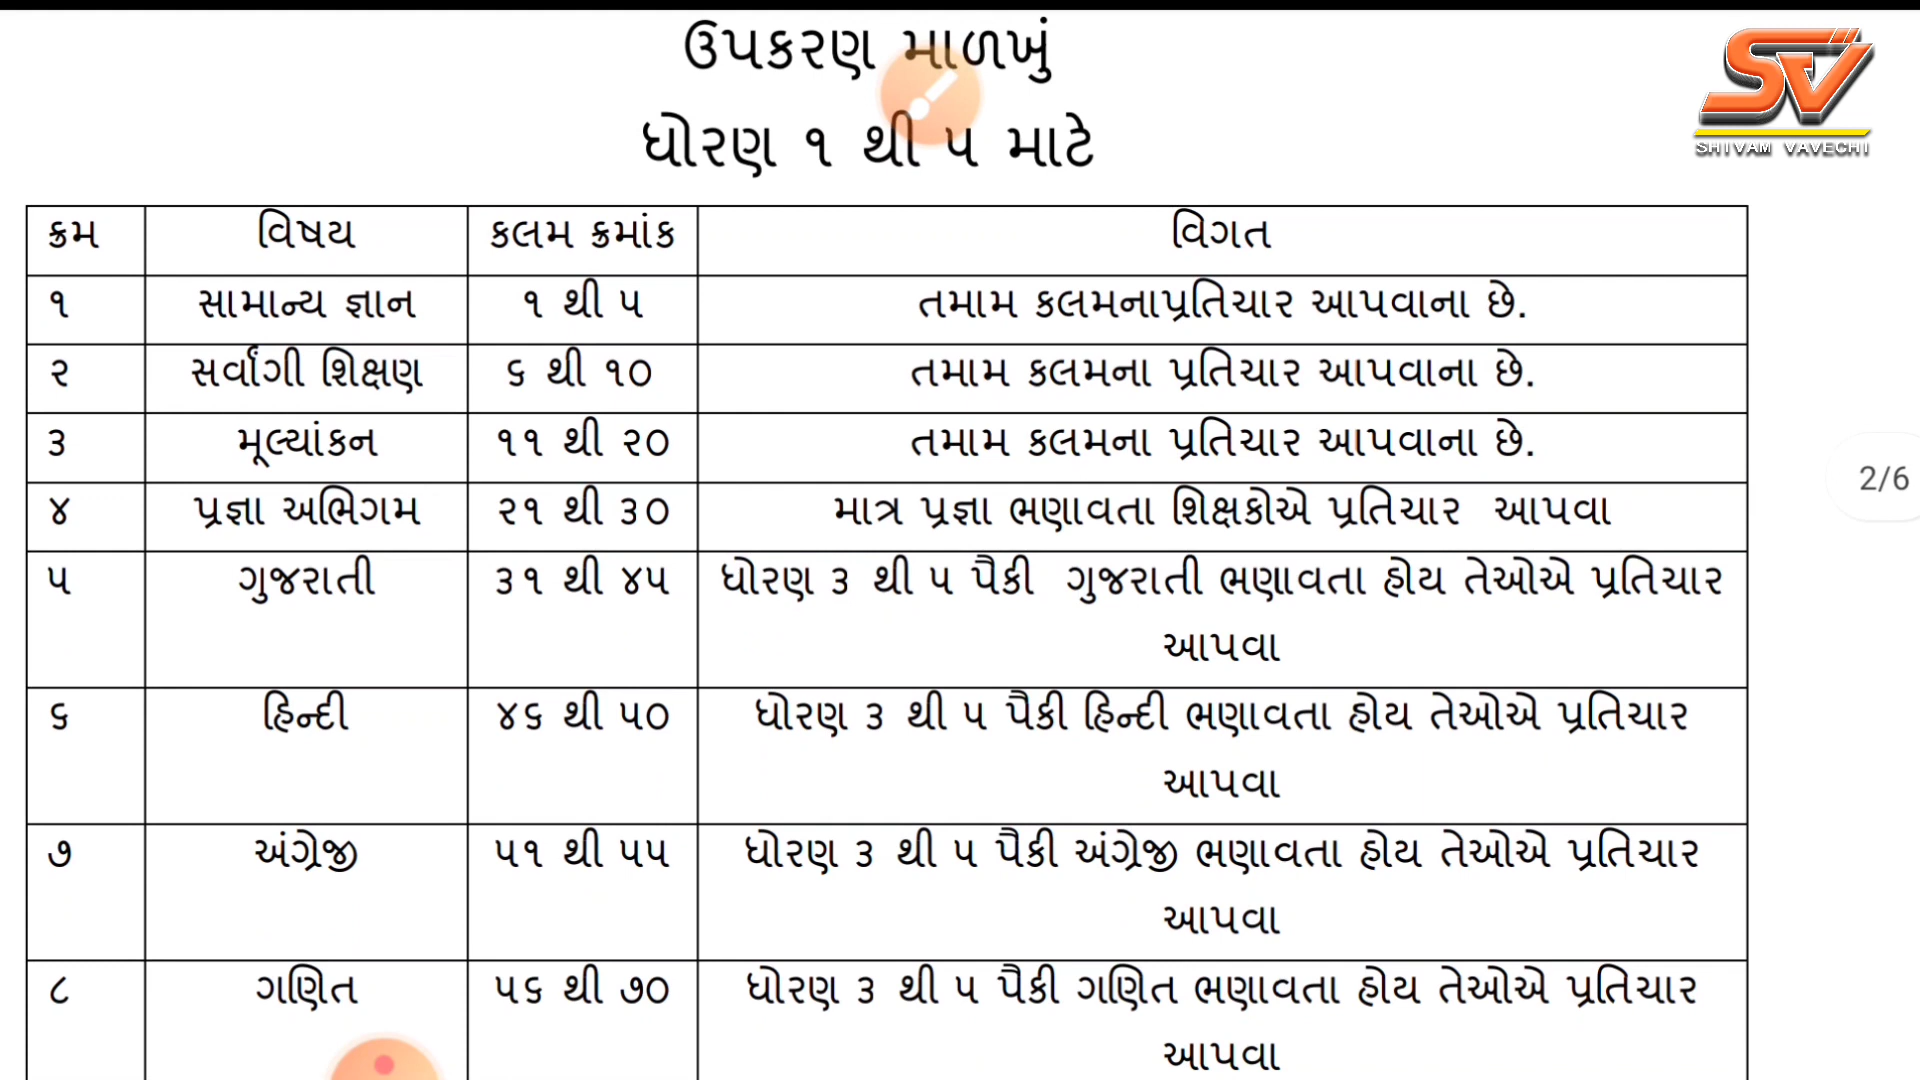 ઉપકરણ માળખું
ધોરણ ૧ થી ૫ માટે
SHIVAM VAVECHI
ક્રમ વિષય કલમ ક્રમાંક વિગત
૧ સામાન્ય જ્ઞાન ૧ થી ૫ તમામ કલમનાપ્રતિચાર આપવાના છે.
૨ સર્વાંગી શિક્ષણ ૬ થી ૧૦ તમામ કલમના પ્રતિચાર આપવાના છે.
૩ મૂલ્યાંકન ૧૧ થી ૨૦ તમામ કલમના પ્રતિચાર આપવાના છે.
2/6
૪ પ્રજ્ઞા અભિગમ ૨૧ થી ૩૦ માત્ર પ્રજ્ઞા ભણાવતા શિક્ષકોએ પ્રતિચાર આપવા
૫ ગુજરાતી ૩૧ થી ૪૫ ધોરણ ૩ થી ૫ પૈકી ગુજરાતી ભણાવતા હોય તેઓએ પ્રતિચાર
આપવા
૬ હિન્દી ૪૬ થી ૫૦ ધોરણ ૩ થી ૫ પૈકી હિન્દી ભણાવતા હોય તેઓએ પ્રતિચાર
આપવા
૭ અંગ્રેજી ૫૧ થી ૫૫ ધોરણ ૩ થી ૫ પૈકી અંગ્રેજી ભણાવતા હોય તેઓએ પ્રતિચાર
આપવા
૮ ગણિત ૫૬ થી ૭૦ ધોરણ ૩ થી ૫ પૈકી ગણિત ભણાવતા હોય તેઓએ પ્રતિચાર
આપવા